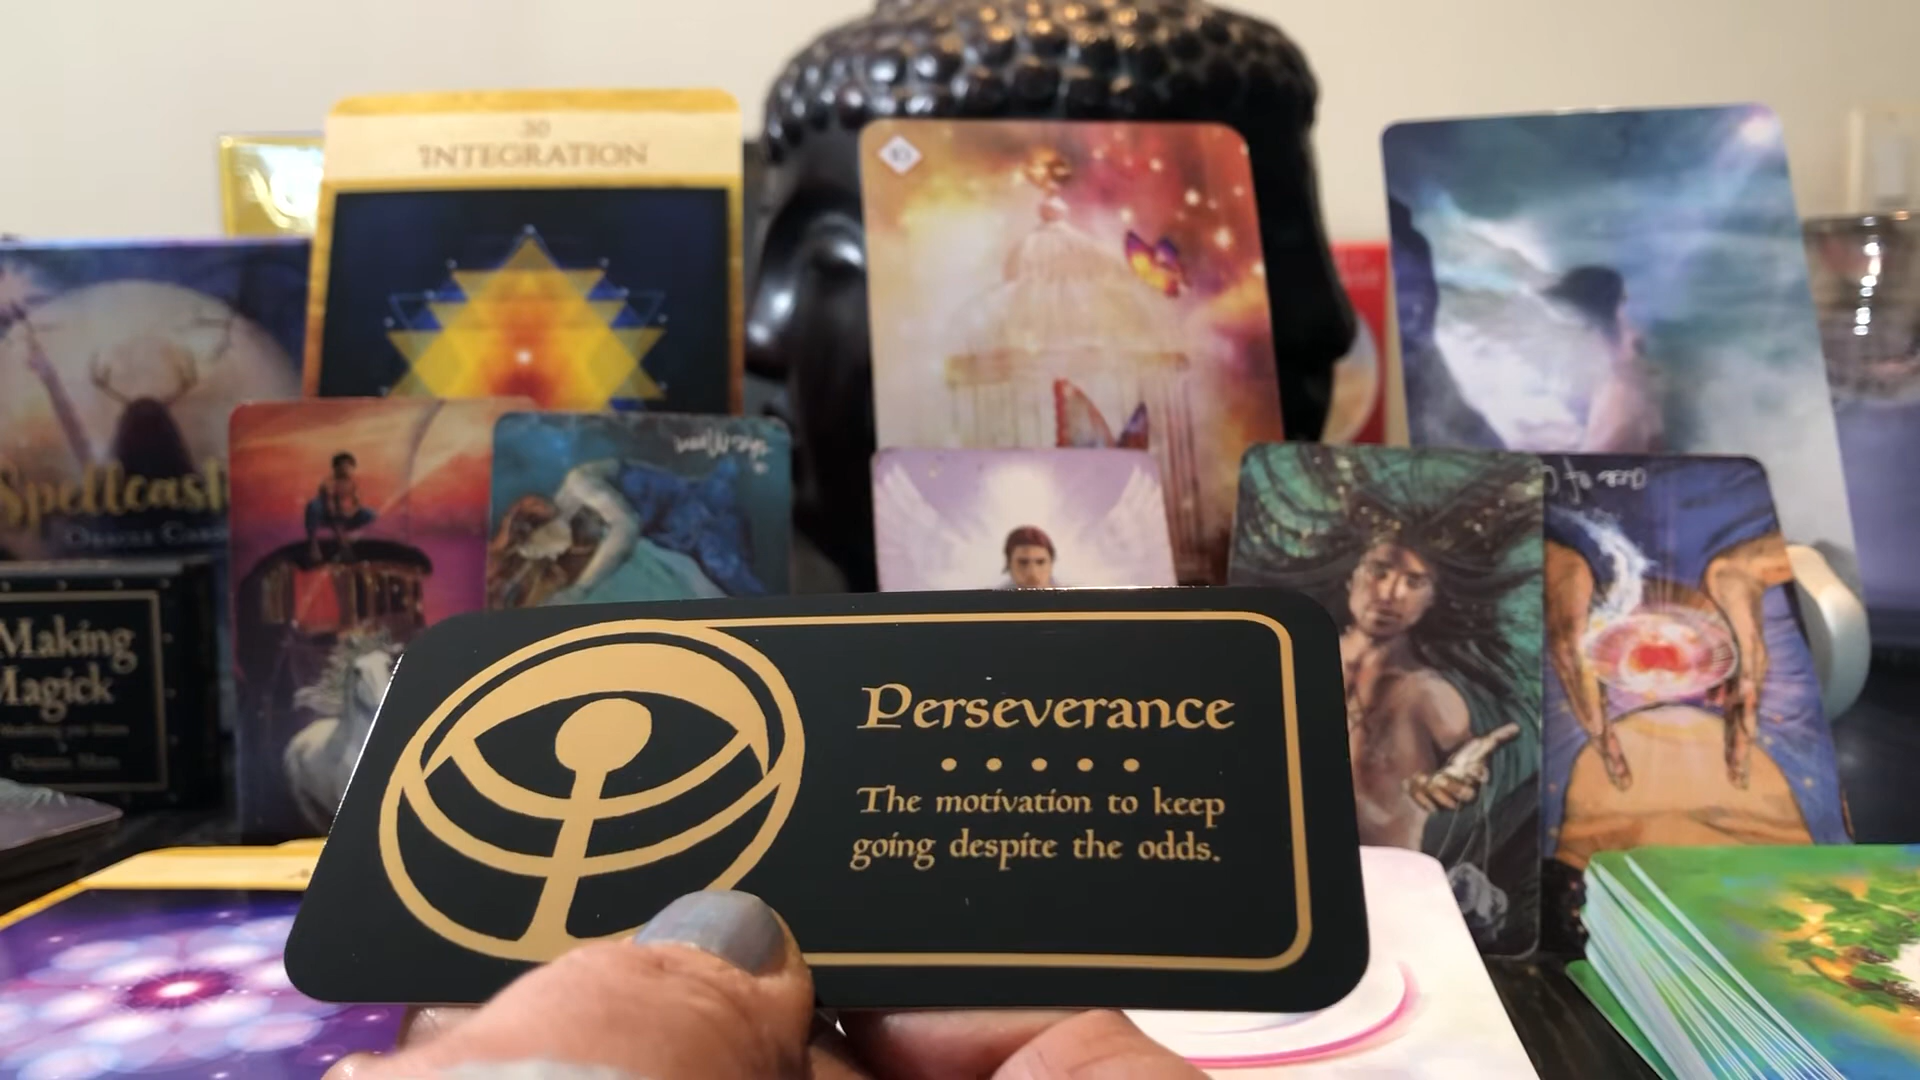 30
INTEGRATION
Spellcast
Making
Magick
Perseverance
The motivation to keep
going despite the odds.